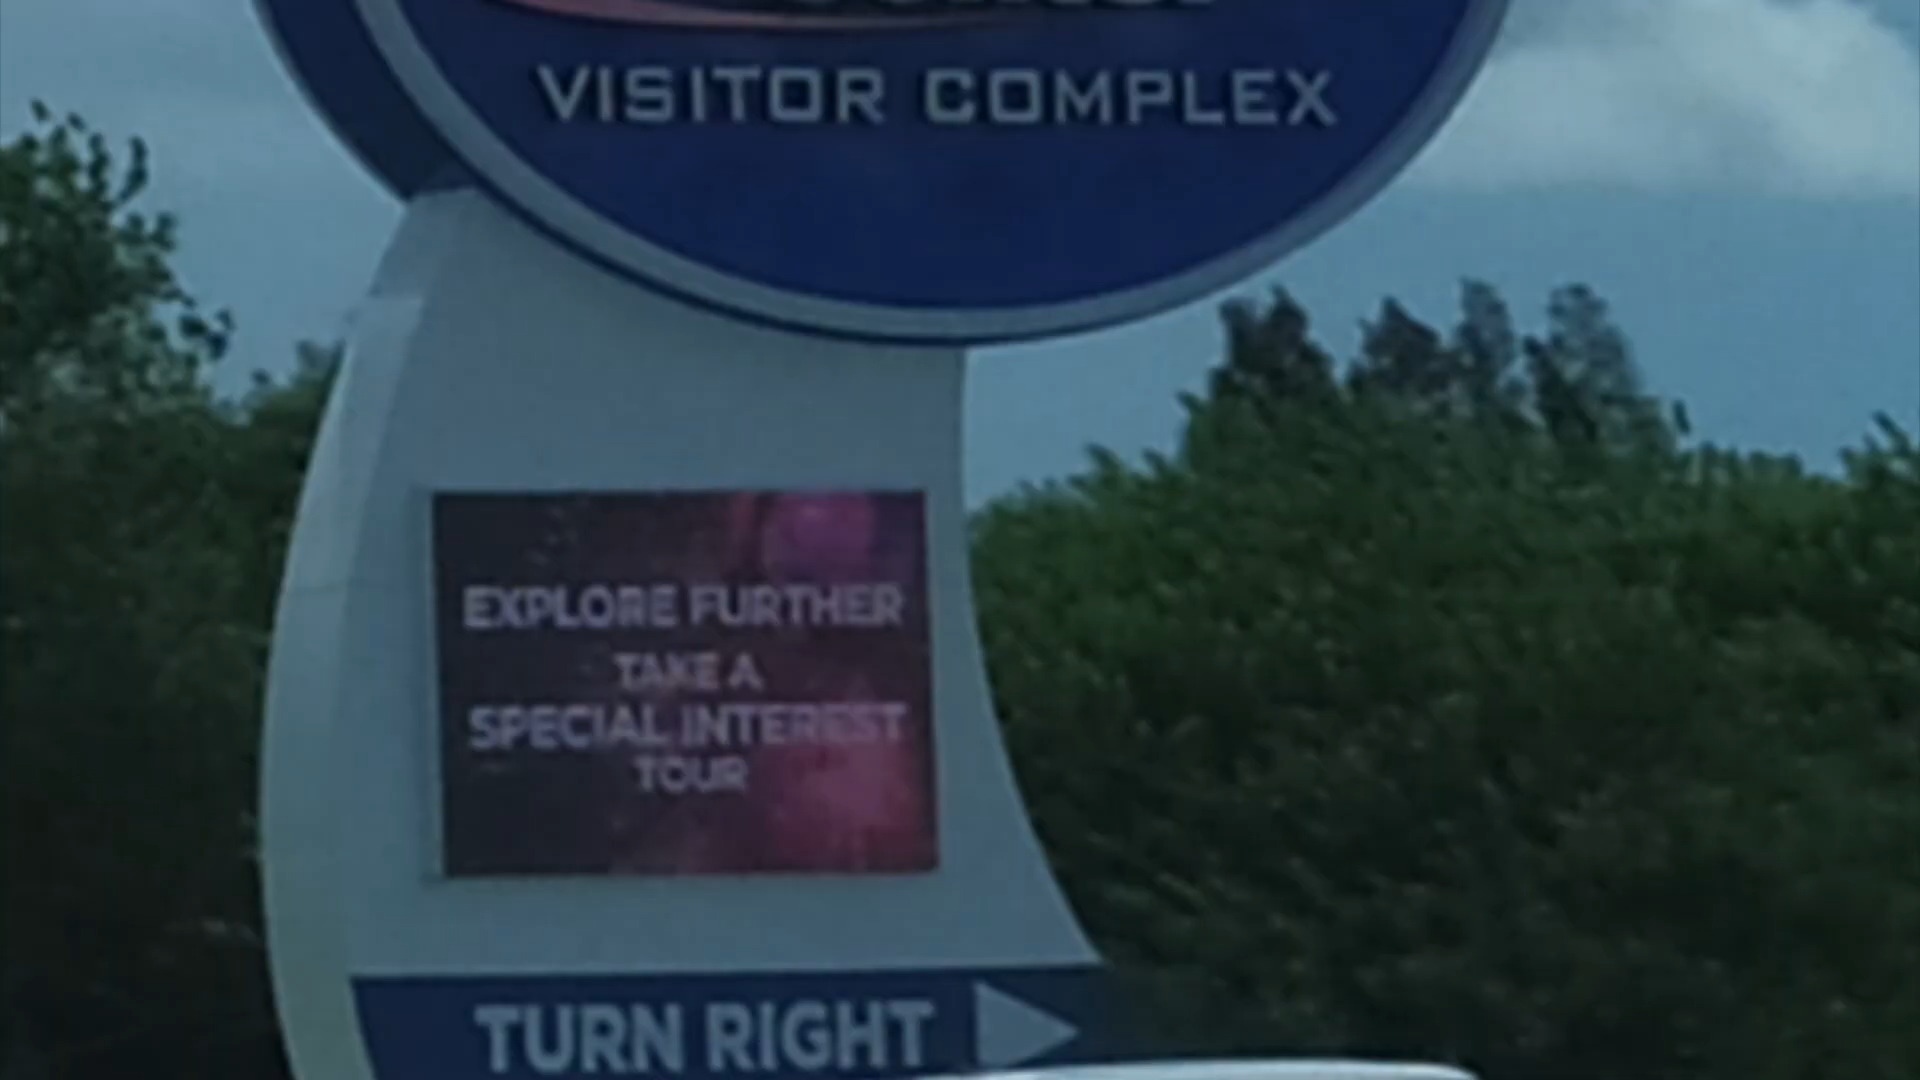 VISITOR COMPLEX
EXPLORE FURTHER
TAKE A
SPECIAL INTEREST
TOUR
TURN RIGHT